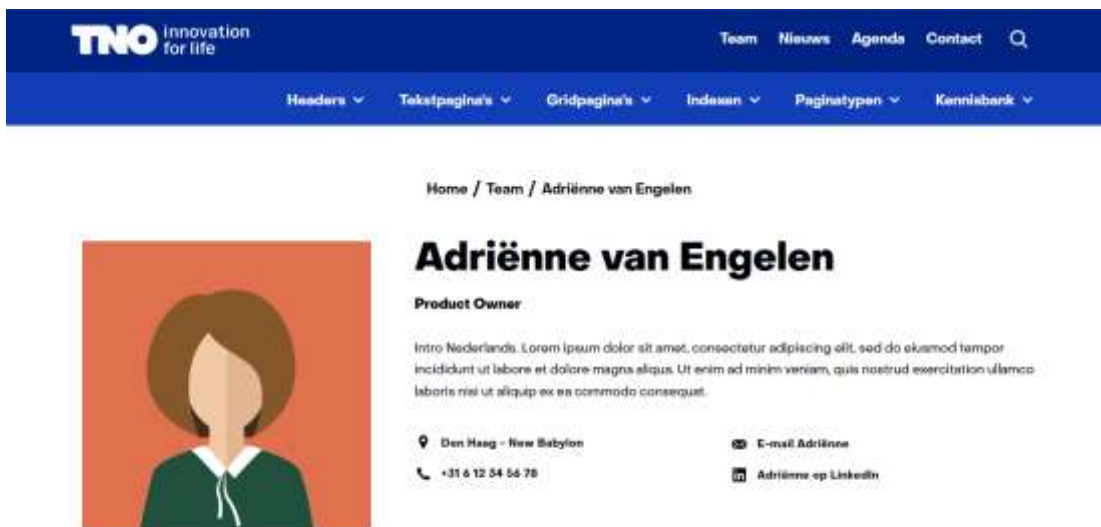 TNO innovation
for life
Team Nieuws Agenda Contact
Headers Tekstpagina's Gridpagina's Indexen Paginatypen Kennisbank
Home / Team / Adriënne van Engelen
Adriënne van Engelen
Product Owner
Intro Nederlands. Lorem ipsum dolor sit amet, consectetur adipiscing elit, sed do eiusmod tempor
incididunt ut labore et dolore magna aliqua. Ut enim ad minim veniam, quis nostrud exercitation ullamco
laboris nisi ut aliquip ex ea commodo consequat.
Den Haag - New Babylon
E-mail Adriënne
+31 6 12 34 56 78
Adriënne op LinkedIn